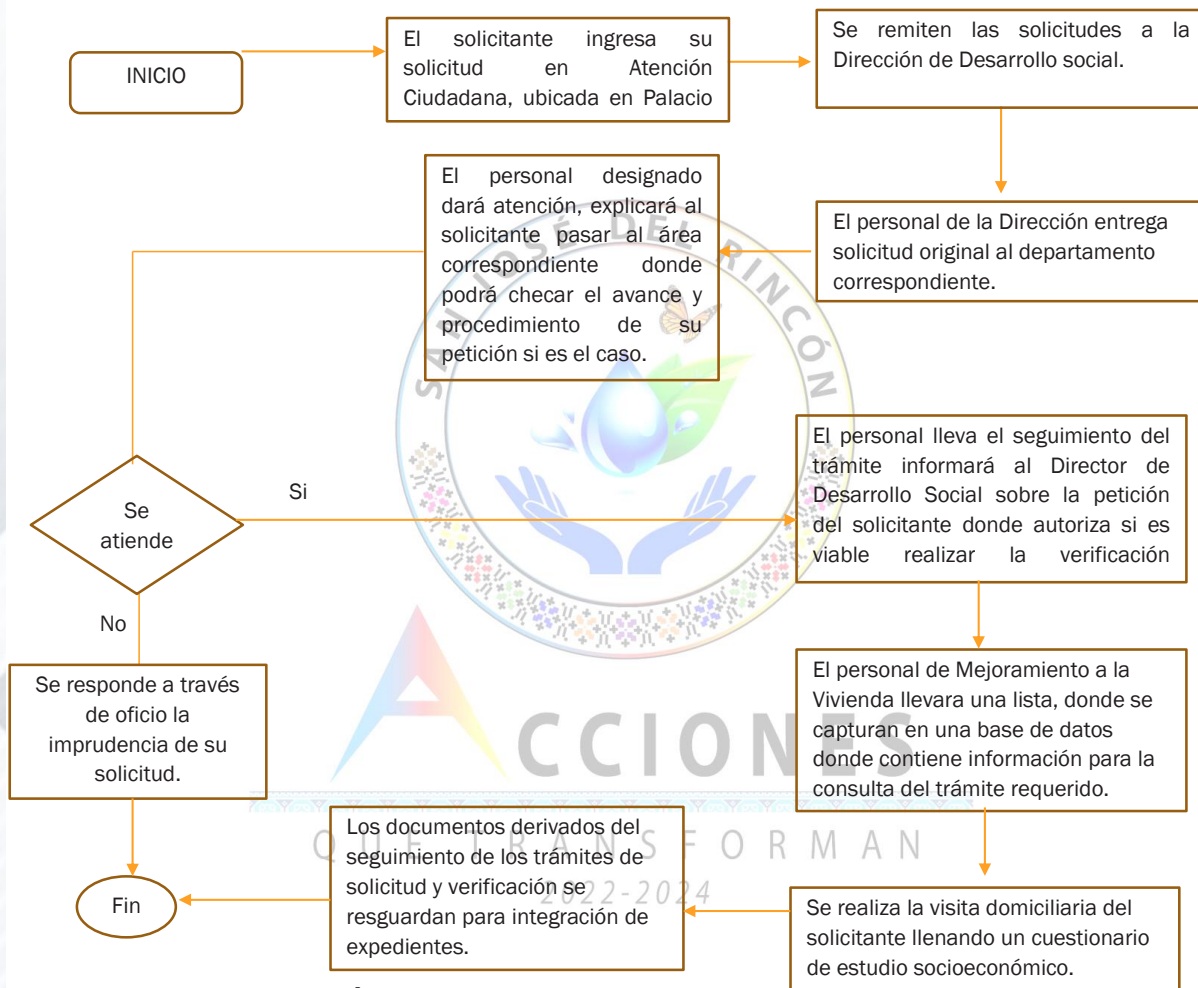 INICIO
El solicitante ingresa su
solicitud en Atención
Ciudadana, ubicada en Palacio
Se remiten las solicitudes a la
Dirección de Desarrollo social.
El personal de la Dirección entrega
solicitud original al departamento
correspondiente.
El personal designado
dará atención, explicará al
solicitante pasar al área
correspondiente donde
podrá checar el avance y
procedimiento de su
petición si es el caso.
SAN JOSÉ DEL RINCÓN
Se
atiende
Si
El personal lleva el seguimiento del
trámite informará al Director de
Desarrollo Social sobre la petición
del solicitante donde autoriza si es
viable realizar la verificación
No
Se responde a través
de oficio la
imprudencia de su
solicitud.
El personal de Mejoramiento a la
Vivienda llevara una lista, donde se
capturan en una base de datos
donde contiene información para la
consulta del trámite requerido.
ACCIONES
QUE TRANSFORMAN
2022-2024
Los documentos derivados del
seguimiento de los trámites de
solicitud y verificación se
resguardan para integración de
expedientes.
Fin
Se realiza la visita domiciliaria del
solicitante llenando un cuestionario
de estudio socioeconómico.